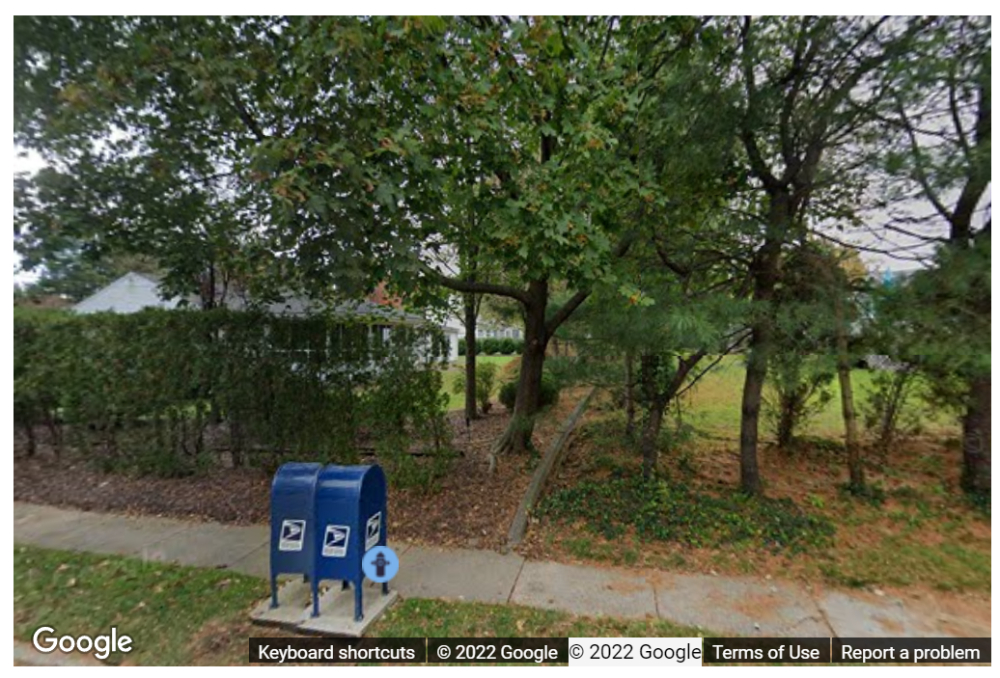 Google
Keyboard shortcuts
© 2022 Google
© 2022 Google
Terms of Use
Report a problem